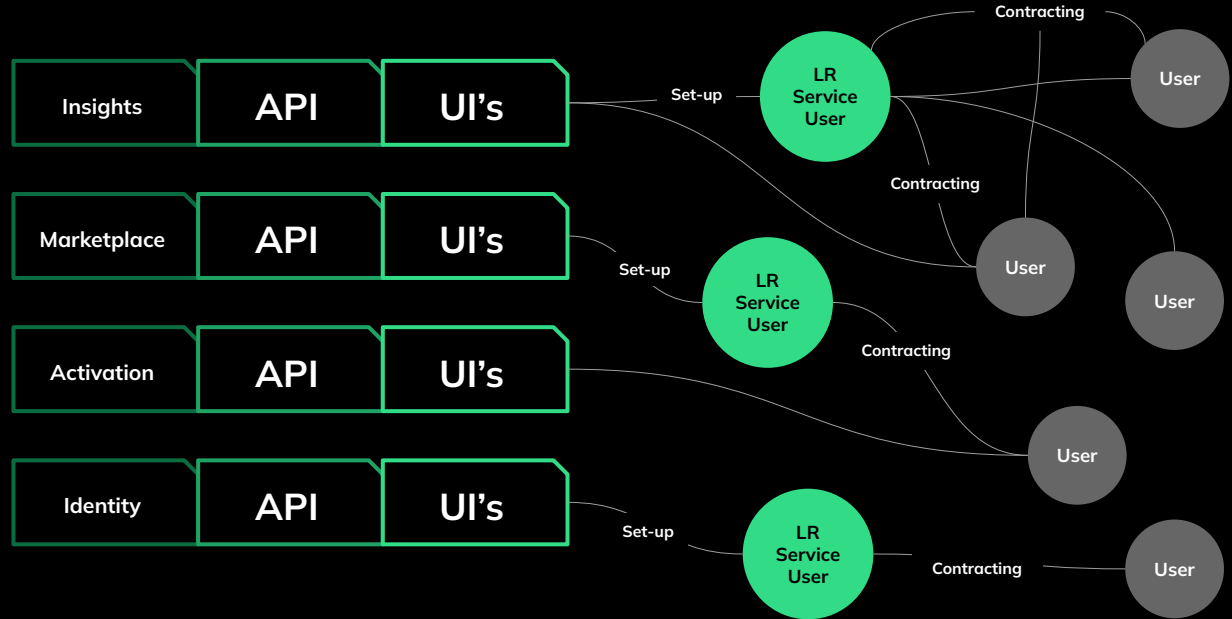 Contracting
Insights
API
UI’s
Set-up
LR
Service
User
User
Contracting
Marketplace
API
UI’s
Set-up
LR
Service
User
User
User
Contracting
Activation
API
UI’s
User
Identity
API
UI’s
Set-up
LR
Service
User
Contracting
User